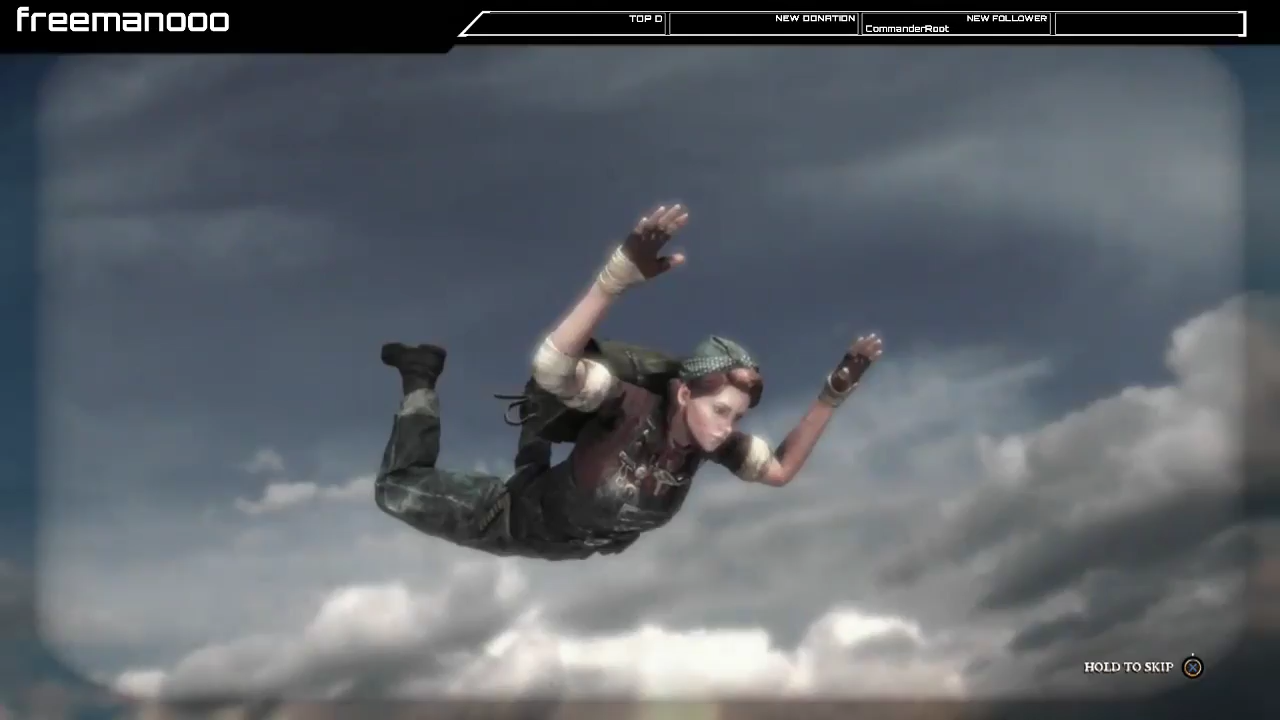 freemanooo
TOP D
NEW DONATION
NEW FOLLOWER
CommanderRoot
HOLD TO SKIP